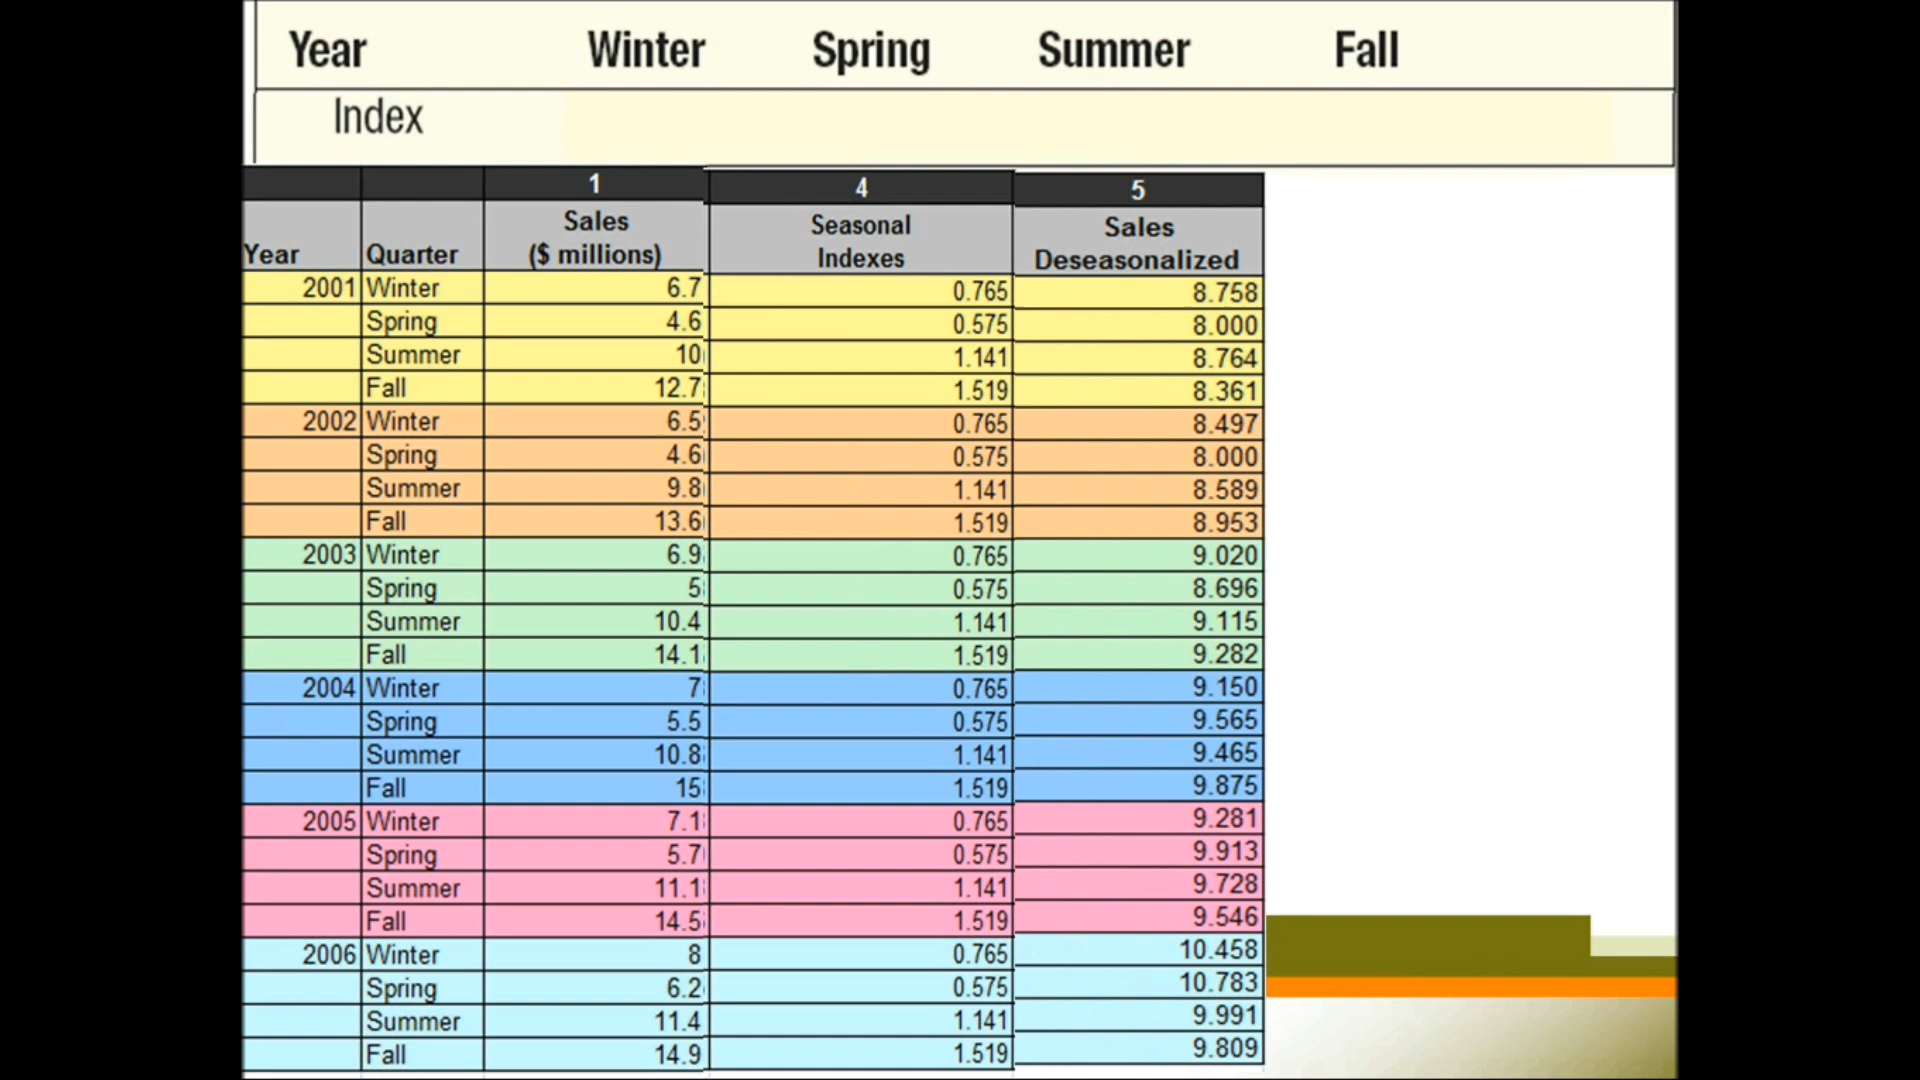 Year Winter Spring Summer Fall
Index
1 4 5
Year Quarter Sales ($ millions) Seasonal Indexes Sales Deseasonalized
2001 Winter 6.7 0.765 8.758
Spring 4.6 0.575 8.000
Summer 10 1.141 8.764
Fall 12.7 1.519 8.361
2002 Winter 6.5 0.765 8.497
Spring 4.6 0.575 8.000
Summer 9.8 1.141 8.589
Fall 13.6 1.519 8.953
2003 Winter 6.9 0.765 9.020
Spring 5 0.575 8.696
Summer 10.4 1.141 9.115
Fall 14.1 1.519 9.282
2004 Winter 7 0.765 9.150
Spring 5.5 0.575 9.565
Summer 10.8 1.141 9.465
Fall 15 1.519 9.875
2005 Winter 7.1 0.765 9.281
Spring 5.7 0.575 9.913
Summer 11.1 1.141 9.728
Fall 14.5 1.519 9.546
2006 Winter 8 0.765 10.458
Spring 6.2 0.575 10.783
Summer 11.4 1.141 9.991
Fall 14.9 1.519 9.809